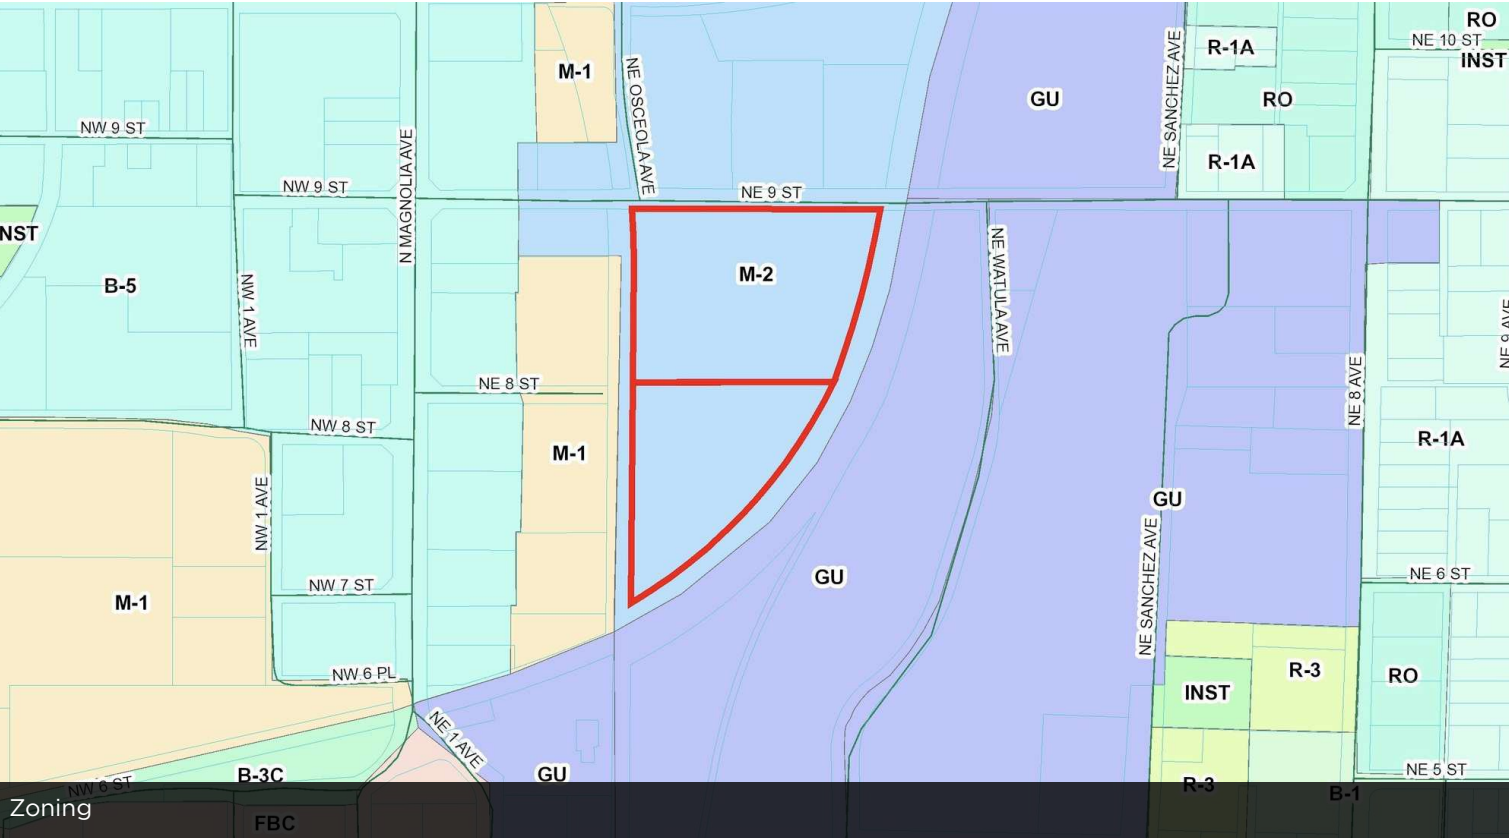 RO
NE 10 ST
R-1A
INST
M-1
GU
RO
NW 9 ST
NE OSCEOLA AVE
NE SANCHEZ AVE
N MAGNOLIA AVE
R-1A
NW 9 ST
NE 9 ST
NST
M-2
B-5
NW 1 AVE
NE WATULA AVE
NE 9 AVE
NE 8 ST
NE 8 AVE
NW 8 ST
R-1A
M-1
GU
NW 1 AVE
GU
NE 6 ST
NW 7 ST
NE SANCHEZ AVE
M-1
NW 6 PL
R-3
RO
INST
NE 1 AVE
B-3C
GU
NE 5 ST
NW 6 ST
R-3
B-1
Zoning
FBC